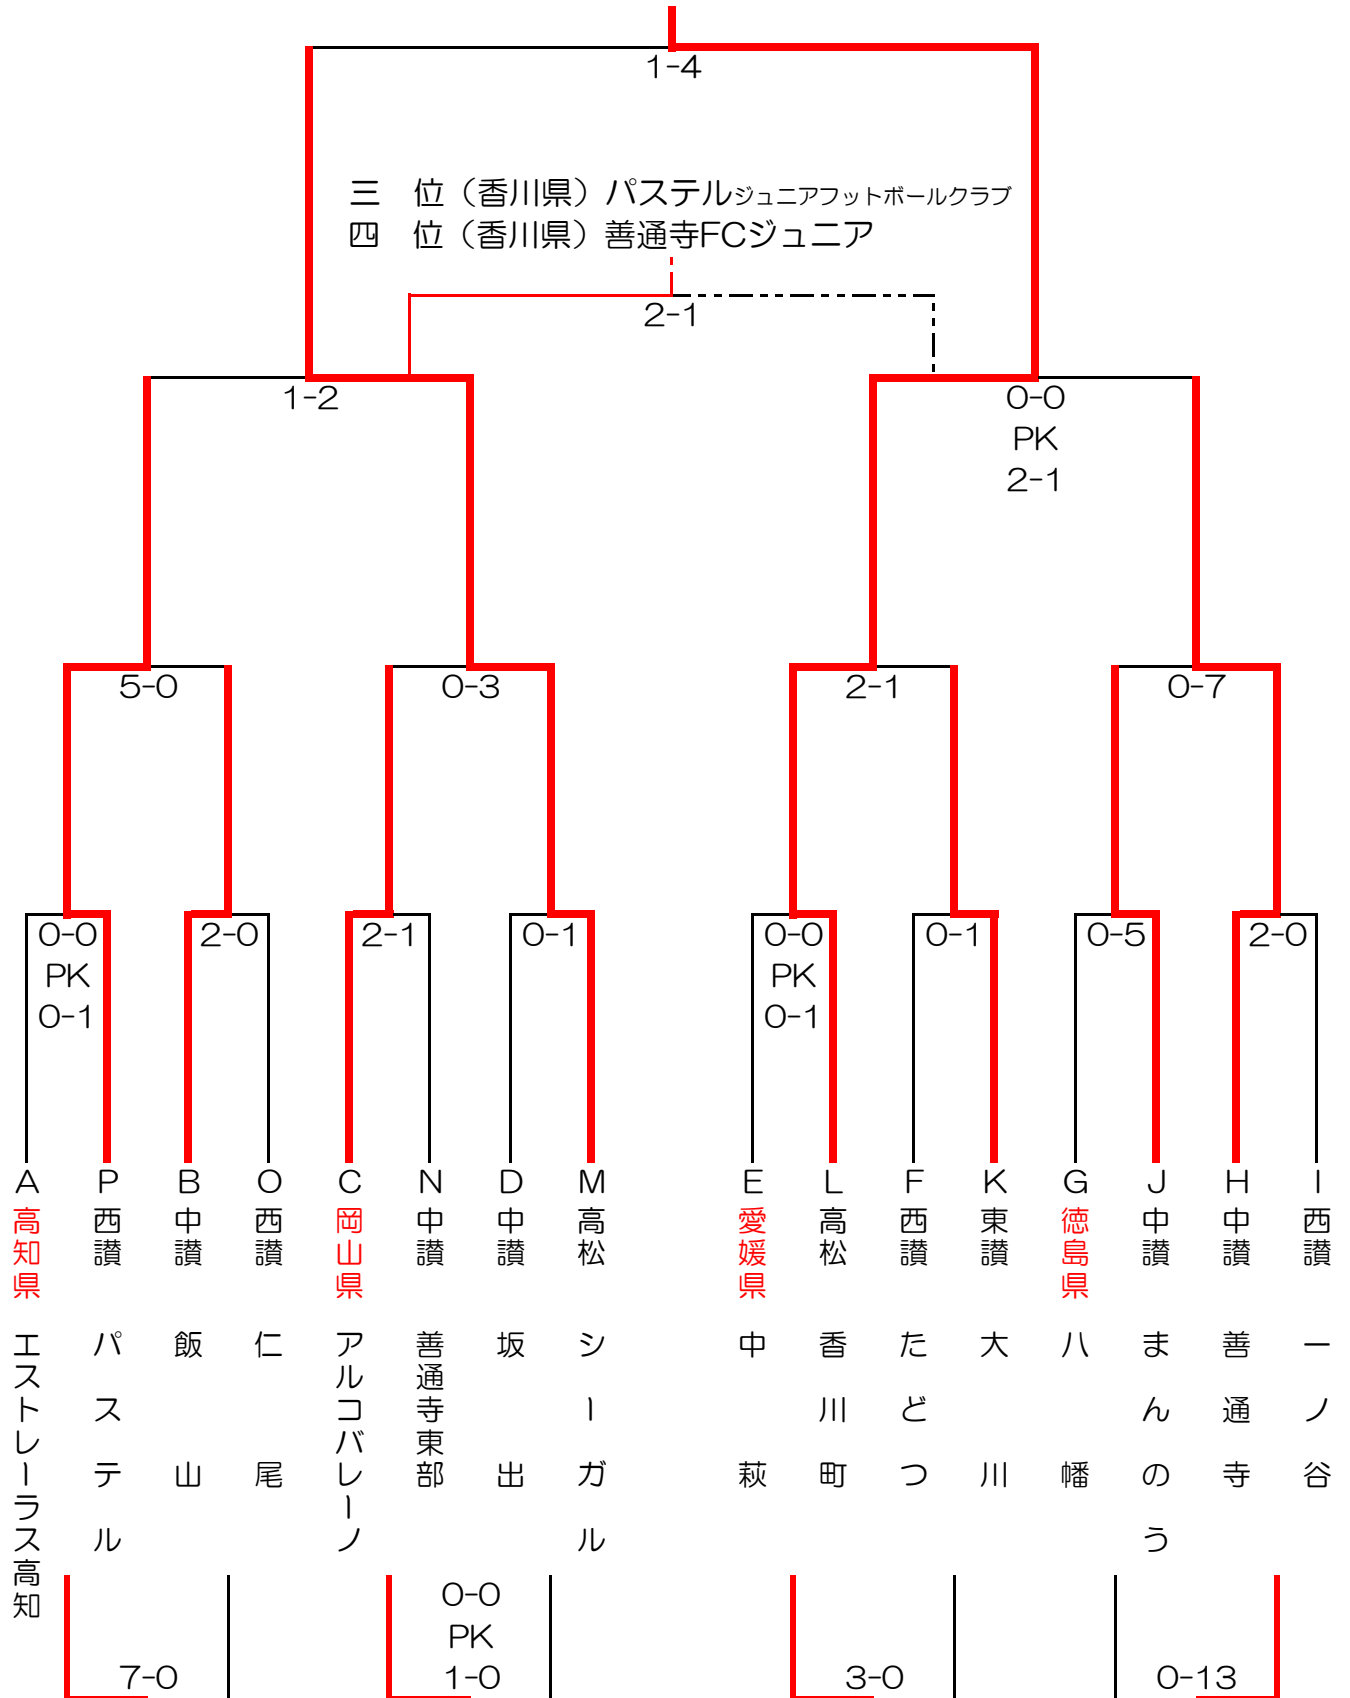 1-4
三　位（香川県）パステルジュニアフットボールクラブ
四　位（香川県）善通寺FCジュニア
2-1
1-2
0-0
PK
2-1
5-0
0-3
2-1
0-7
0-0
PK
0-1
2-0
2-1
0-1
0-0
PK
0-1
0-1
0-5
2-0
A 高知県 エストレーラス高知
P 西讃 パステル
B 中讃 飯山
O 西讃 仁尾
C 岡山県 アルコバレーノ
N 中讃 善通寺東部
D 中讃 坂出
M 高松 シーガル
E 愛媛県 中萩
L 高松 香川町
F 西讃 たどつ
K 東讃 大川
G 徳島県 八幡
J 中讃 まんのう
H 中讃 善通寺
I 西讃 一ノ谷
7-0
0-0
PK
1-0
3-0
0-13